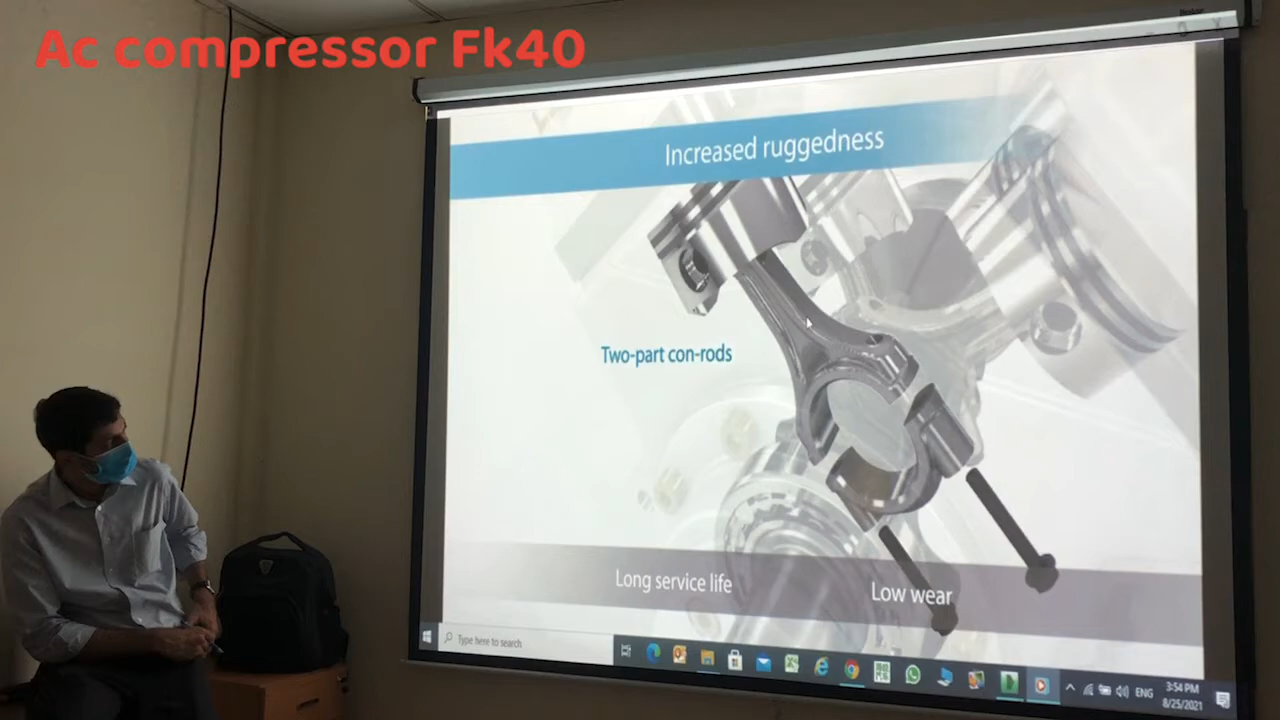 Ac compressor Fk40
Increased ruggedness
Two-part con-rods
Long service life
Low wear
Type here to search
ENG
3:54 PM
8/25/2021